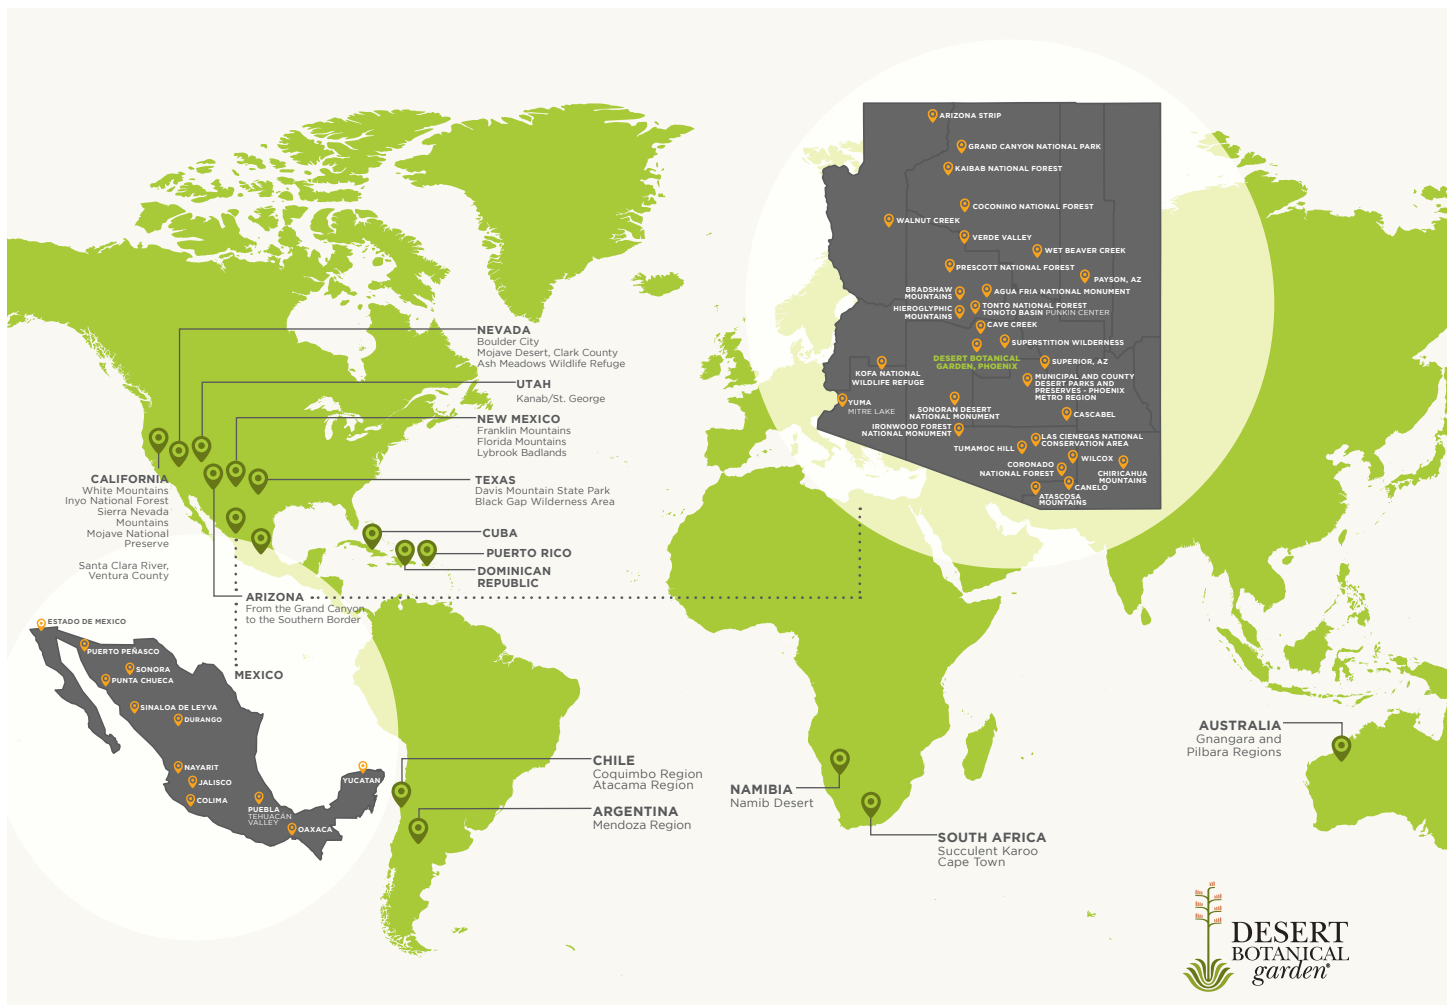 NEVADA
Boulder City
Mojave Desert, Clark County
Ash Meadows Wildlife Refuge
UTAH
Kanab/St. George
NEW MEXICO
Franklin Mountains
Florida Mountains
Lybrook Badlands
TEXAS
Davis Mountain State Park
Black Gap Wilderness Area
CALIFORNIA
White Mountains
Inyo National Forest
Sierra Nevada
Mountains
Mojave National
Preserve
Santa Clara River,
Ventura County
CUBA
PUERTO RICO
DOMINICAN
REPUBLIC
ARIZONA
From the Grand Canyon
to the Southern Border
MEXICO
ESTADO DE MEXICO
PUERTO PEÑASCO
SONORA
PUNTA CHUECA
SINALOA DE LEYVA
DURANGO
NAYARIT
JALISCO
COLIMA
PUEBLA
TEHUACÁN
VALLEY
OAXACA
YUCATAN
CHILE
Coquimbo Region
Atacama Region
ARGENTINA
Mendoza Region
NAMIBIA
Namib Desert
SOUTH AFRICA
Succulent Karoo
Cape Town
AUSTRALIA
Gnangara and
Pilbara Regions
ARIZONA STRIP
GRAND CANYON NATIONAL PARK
KAIBAB NATIONAL FOREST
COCONINO NATIONAL FOREST
WALNUT CREEK
VERDE VALLEY
WET BEAVER CREEK
PRESCOTT NATIONAL FOREST
PAYSON, AZ
BRADSHAW
MOUNTAINS
AGUA FRIA NATIONAL MONUMENT
HIEROGLYPHIC
MOUNTAINS
TONTO NATIONAL FOREST
TONOTO BASIN PUNKIN CENTER
CAVE CREEK
SUPERSTITION WILDERNESS
DESERT BOTANICAL
GARDEN, PHOENIX
SUPERIOR, AZ
KOFA NATIONAL
WILDLIFE REFUGE
MUNICIPAL AND COUNTY
DESERT PARKS AND
PRESERVES - PHOENIX
METRO REGION
YUMA
MITRE LAKE
SONORAN DESERT
NATIONAL MONUMENT
CASCABEL
IRONWOOD FOREST
NATIONAL MONUMENT
LAS CIENEGAS NATIONAL
CONSERVATION AREA
TUMAMOC HILL
WILCOX
CORONADO
NATIONAL FOREST
CHIRICAHUA
MOUNTAINS
CANELO
ATASCOSA
MOUNTAINS
DESERT
BOTANICAL
garden®